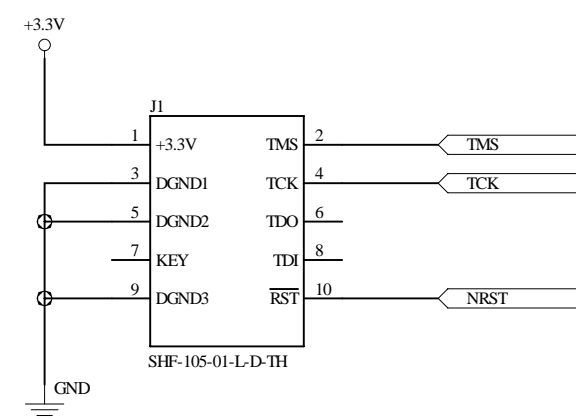 +3.3V
J1
1 +3.3V TMS 2 TMS
3 DGND1 TCK 4 TCK
5 DGND2 TDO 6
7 KEY TDI 8
9 DGND3 RST 10 NRST
SHF-105-01-L-D-TH
GND